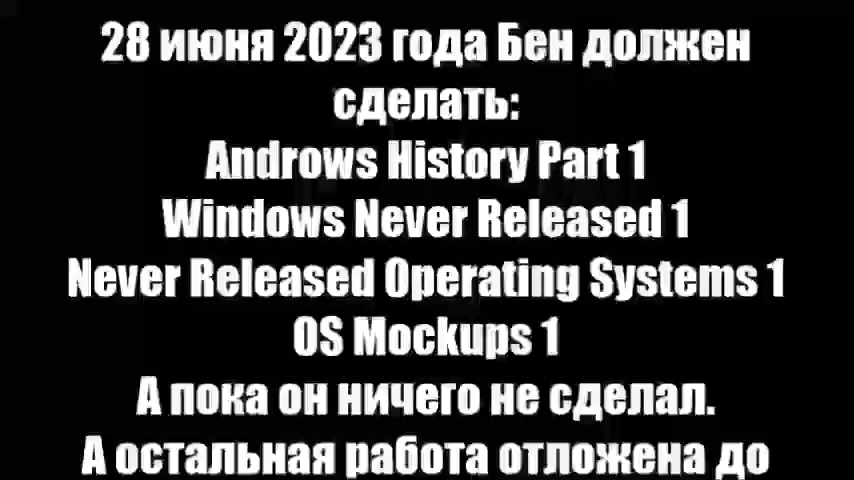 28 июня 2023 года Бен должен
сделать:
Androws History Part 1
Windows Never Released 1
Never Released Operating Systems 1
OS Mockups 1
А пока он ничего не сделал.
А остальная работа отложена до